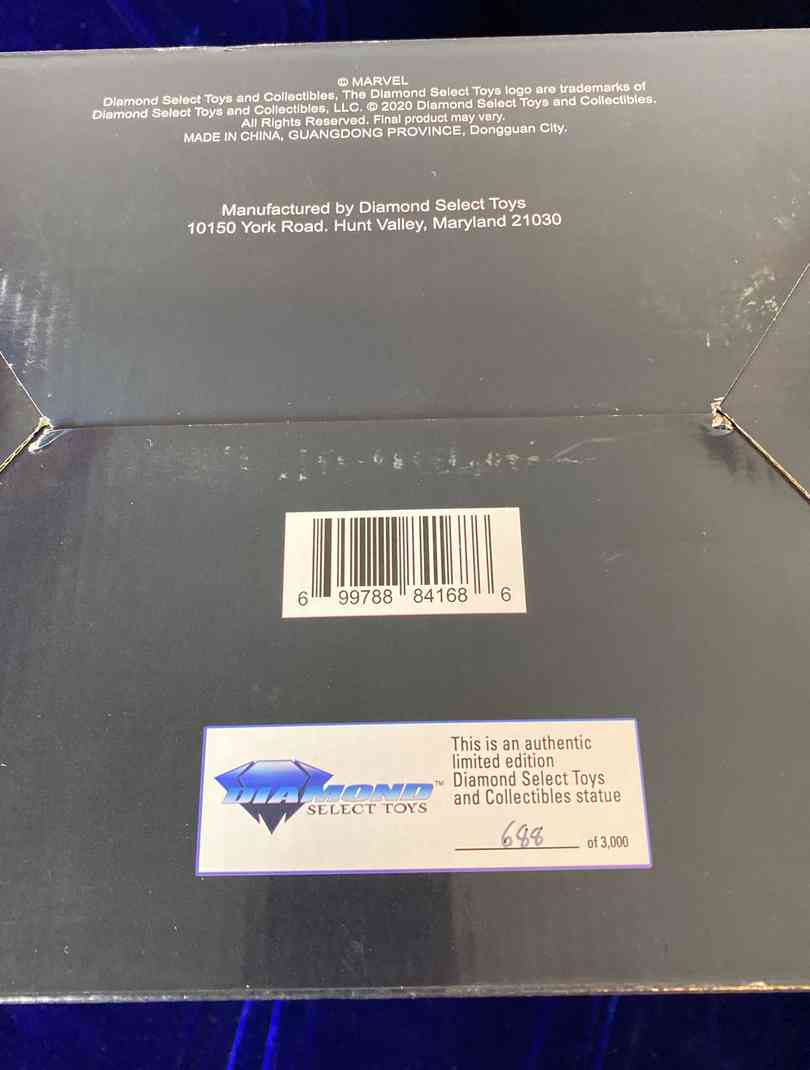 © MARVEL
Diamond Select Toys and Collectibles, The Diamond Select Toys logo are trademarks of
Diamond Select Toys and Collectibles, LLC. © 2020 Diamond Select Toys and Collectibles.
All Rights Reserved. Final product may vary.
MADE IN CHINA, GUANGDONG PROVINCE, Dongguan City.
Manufactured by Diamond Select Toys
10150 York Road. Hunt Valley, Maryland 21030
6 99788 84168 6
DIAMOND™
SELECT TOYS
This is an authentic
limited edition
Diamond Select Toys
and Collectibles statue
688 of 3,000